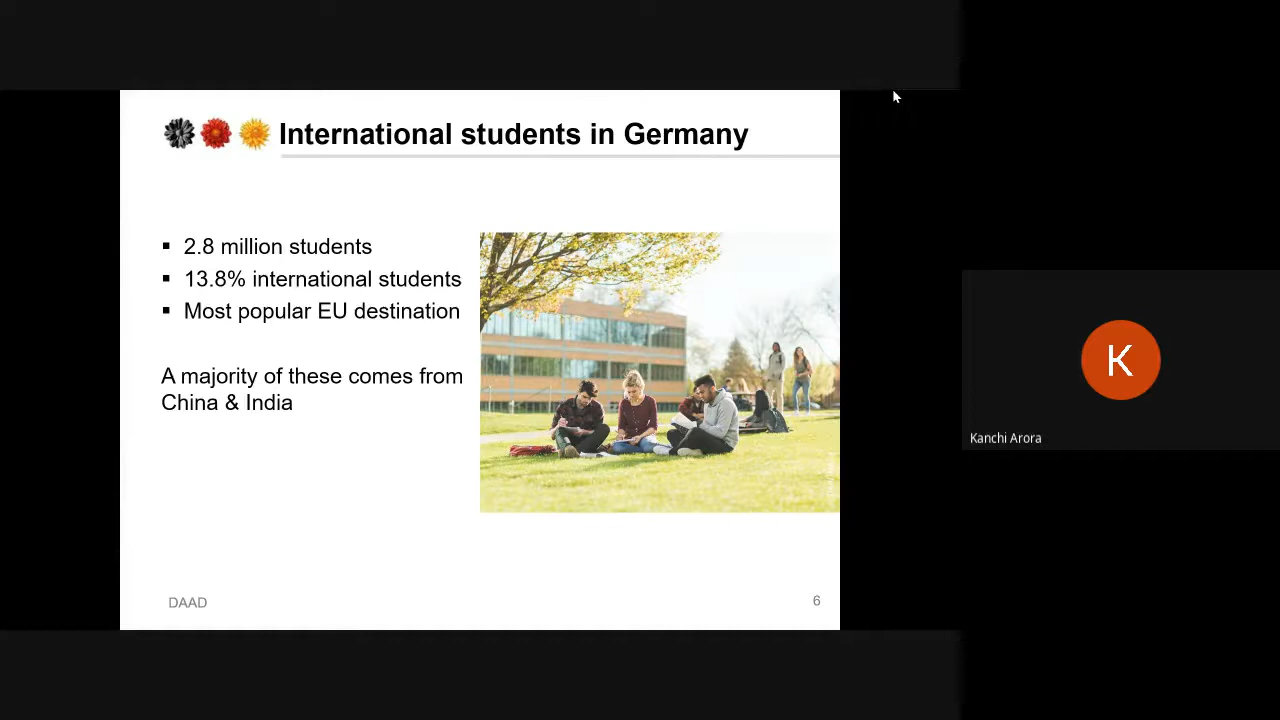 International students in Germany
▪ 2.8 million students
▪ 13.8% international students
▪ Most popular EU destination
A majority of these comes from
China & India
DAAD
6
K
Kanchi Arora